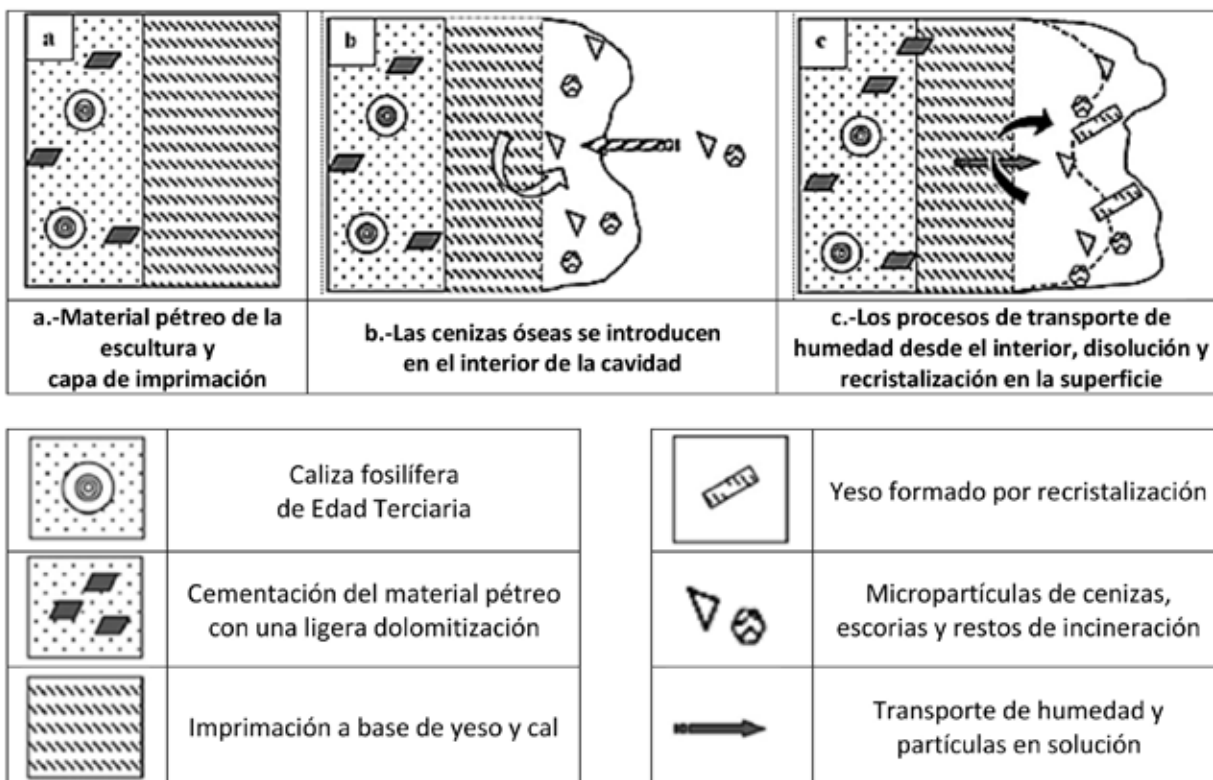 a
b
c
a.-Material pétreo de la
escultura y
capa de imprimación
b.-Las cenizas óseas se introducen
en el interior de la cavidad
c.-Los procesos de transporte de
humedad desde el interior, disolución y
recristalización en la superficie
Caliza fosilífera
de Edad Terciaria
Cementación del material pétreo
con una ligera dolomitización
Imprimación a base de yeso y cal
Yeso formado por recristalización
Micropartículas de cenizas,
escorias y restos de incineración
Transporte de humedad y
partículas en solución